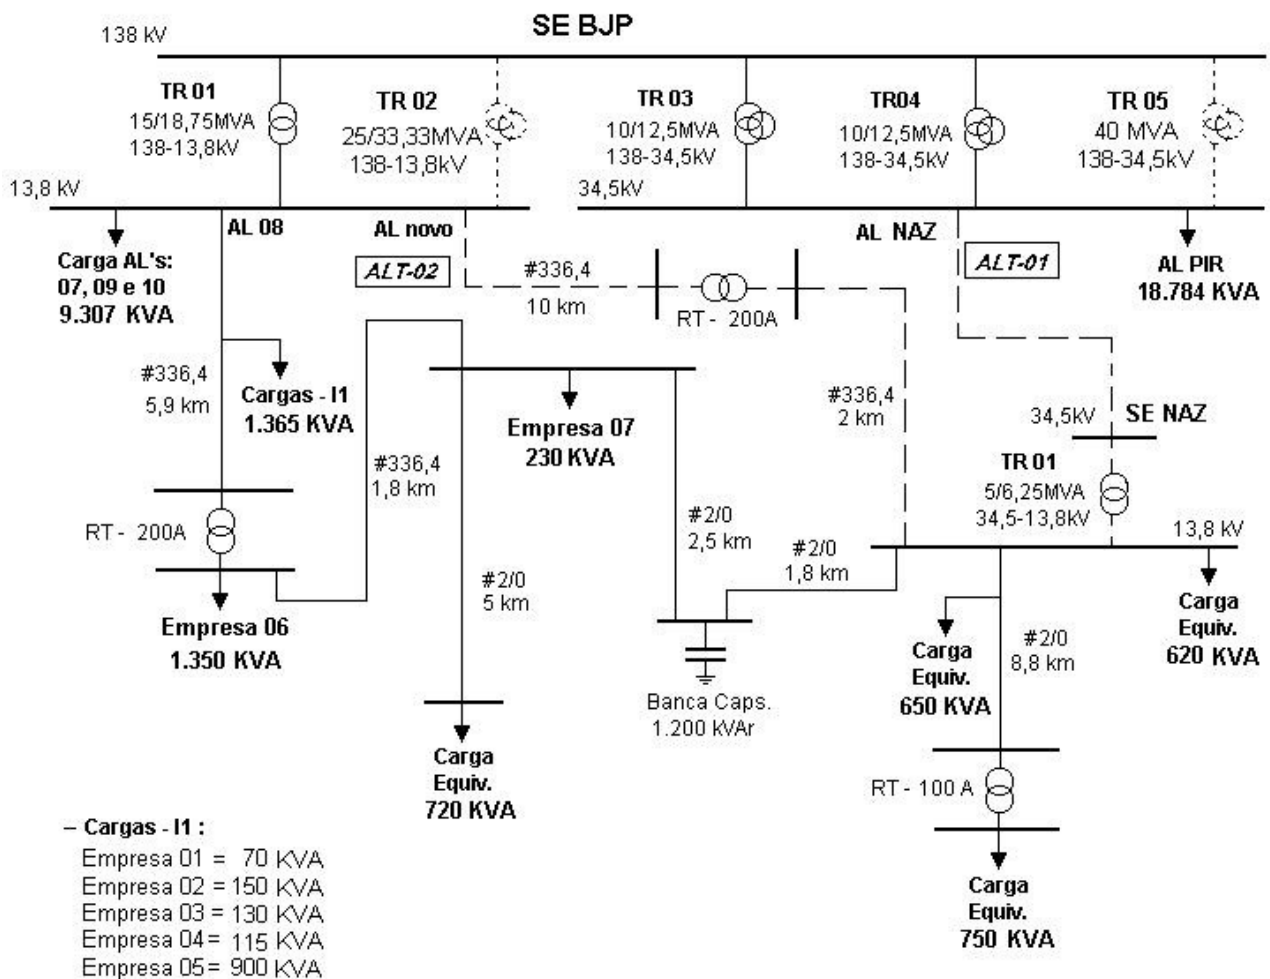 SE BJP
138 kV
TR 01
15/18,75MVA
138-13,8kV
TR 02
25/33,33MVA
138-13,8kV
TR 03
10/12,5MVA
138-34,5kV
TR04
10/12,5MVA
138-34,5kV
TR 05
40 MVA
138-34,5kV
13,8 kV
34,5kV
Carga AL's:
07, 09 e 10
9.307 KVA
AL 08
AL novo
ALT-02
#336,4
10 km
RT - 200A
AL NAZ
ALT-01
AL PIR
18.784 KVA
#336,4
5,9 km
Cargas - I1
1.365 KVA
Empresa 07
230 KVA
#336,4
2 km
34,5kV
SE NAZ
TR 01
5/6,25MVA
34,5-13,8kV
13,8 kV
RT - 200A
#336,4
1,8 km
#2/0
2,5 km
#2/0
1,8 km
#2/0
5 km
Empresa 06
1.350 KVA
Banca Caps.
1.200 kVAr
Carga
Equiv.
650 KVA
#2/0
8,8 km
Carga
Equiv.
620 KVA
Carga
Equiv.
720 KVA
RT - 100 A
Carga
Equiv.
750 KVA
– Cargas - I1 :
Empresa 01 = 70 KVA
Empresa 02 = 150 KVA
Empresa 03 = 130 KVA
Empresa 04 = 115 KVA
Empresa 05 = 900 KVA